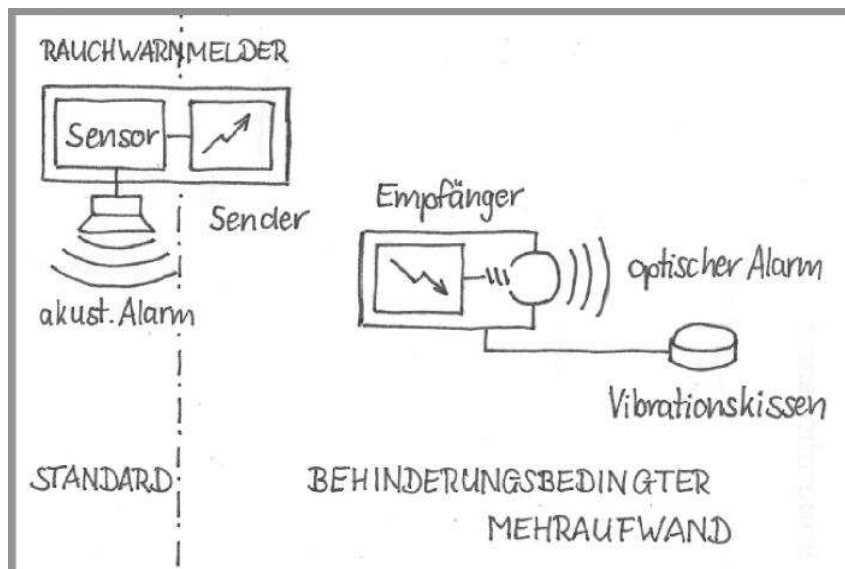 RAUCHWARNMELDER
Sensor
Sender
akust. Alarm
Empfänger
optischer Alarm
Vibrationskissen
STANDARD
BEHINDERUNGSBEDINGTER
MEHRAUFWAND